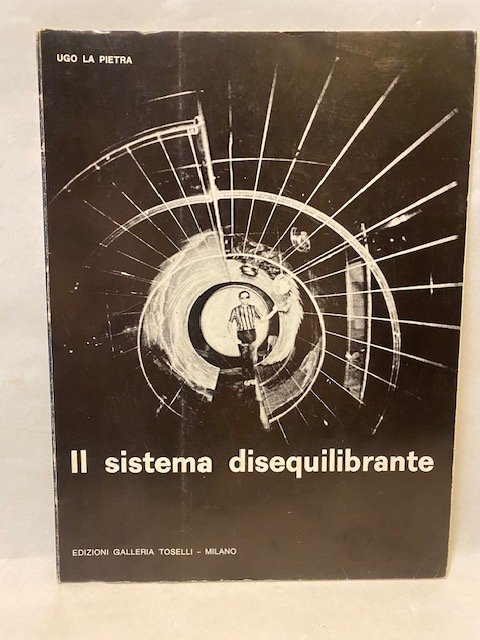 UGO LA PIETRA
Il sistema disequilibrante
EDIZIONI GALLERIA TOSELLI - MILANO